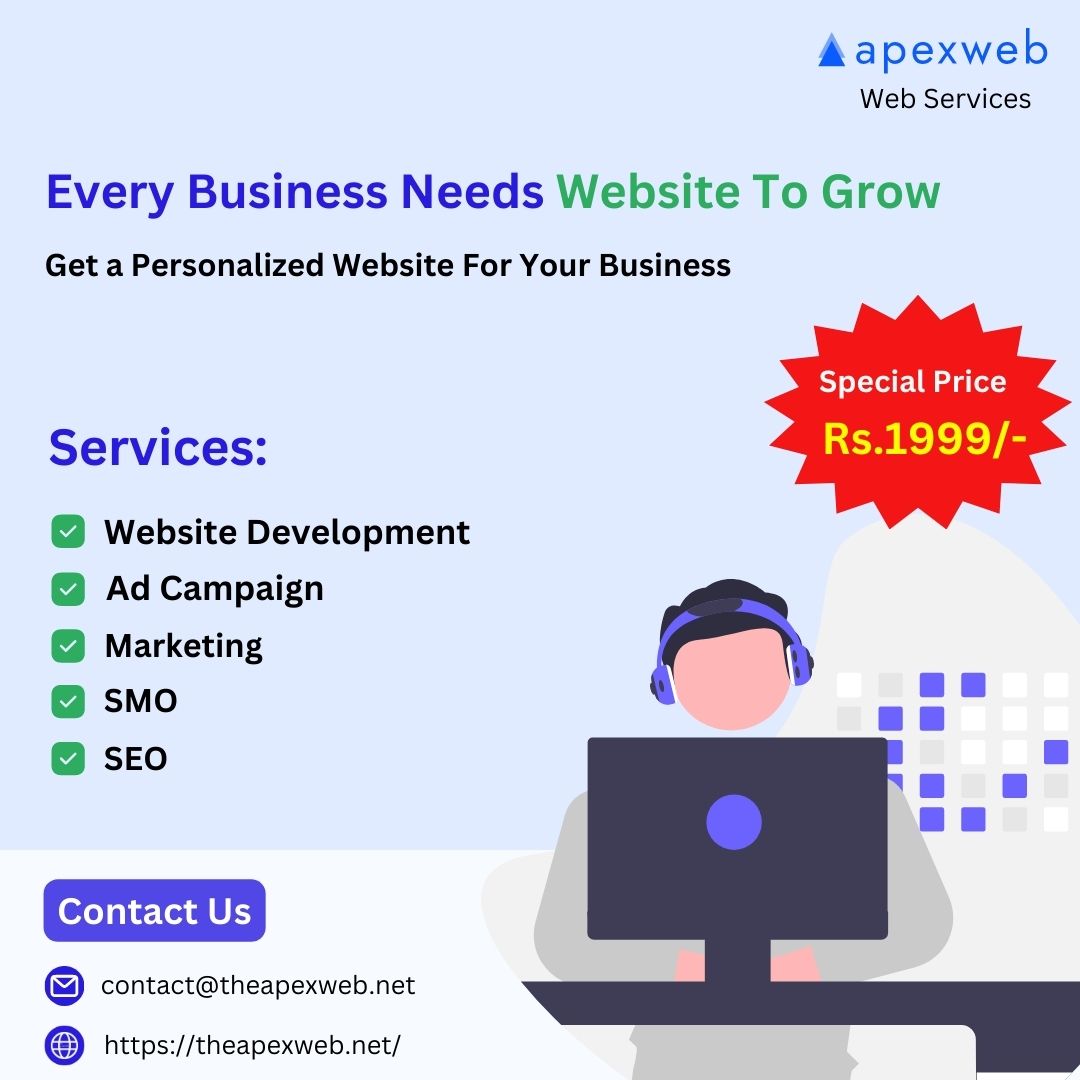 apexweb
Web Services
Every Business Needs Website To Grow
Get a Personalized Website For Your Business
Special Price
Rs.1999/-
Services:
Website Development
Ad Campaign
Marketing
SMO
SEO
Contact Us
contact@theapexweb.net
https://theapexweb.net/